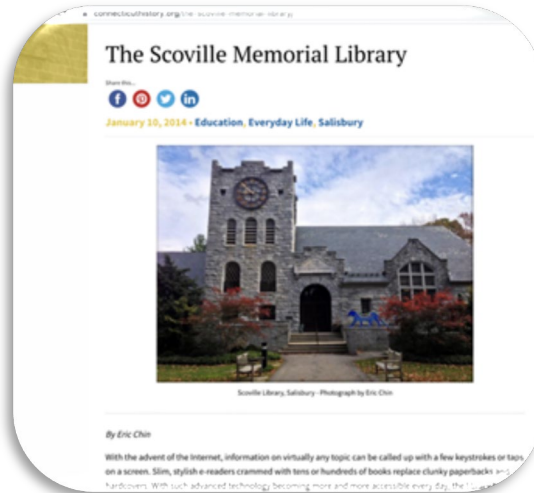 connecticuthistory.org/the-scoville-memorial-library/
The Scoville Memorial Library
Share this...
January 10, 2014 • Education, Everyday Life, Salisbury
Scoville Library, Salisbury - Photograph by Eric Chin
By Eric Chin
With the advent of the Internet, information on virtually any topic can be called up with a few keystrokes or taps
on a screen. Slim, stylish e-readers crammed with tens or hundreds of books replace clunky paperbacks and
hardcovers. With such advanced technology becoming more and more accessible every day, the